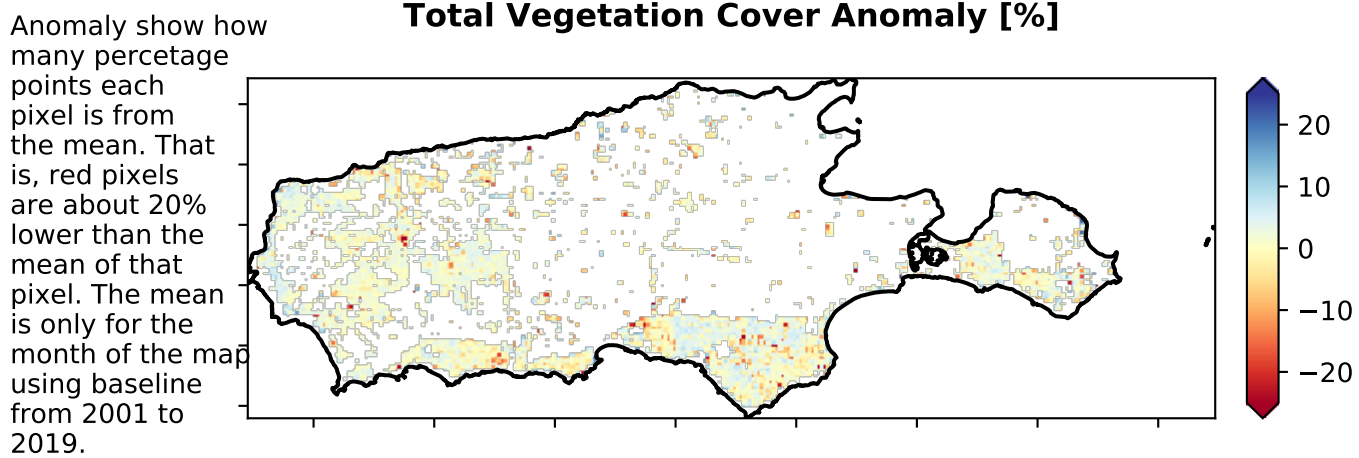 Total Vegetation Cover Anomaly [%]
Anomaly show how
many percetage
points each
pixel is from
the mean. That
is, red pixels
are about 20%
lower than the
mean of that
pixel. The mean
is only for the
month of the map
using baseline
from 2001 to
2019.
20
10
0
−10
−20